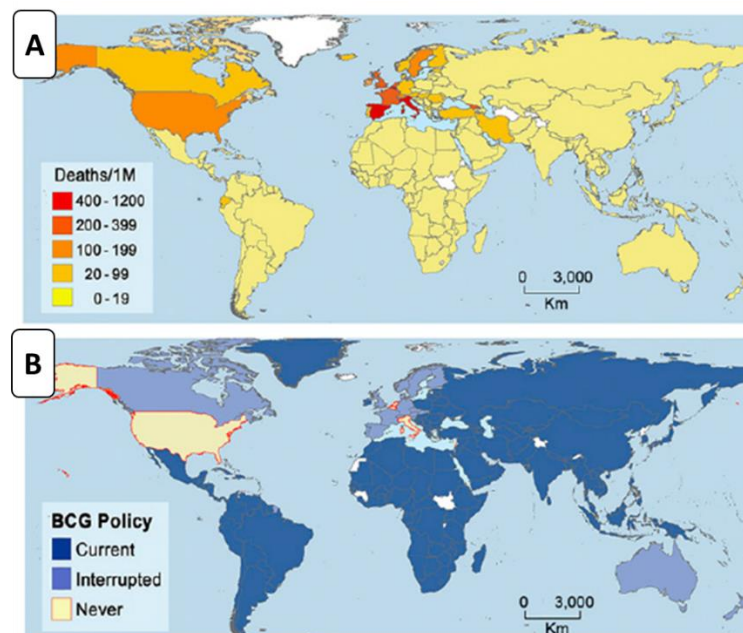 A
Deaths/1M
400 - 1200
200 - 399
100 - 199
20 - 99
0 - 19
0 3,000
Km
B
BCG Policy
Current
Interrupted
Never
0 3,000
Km